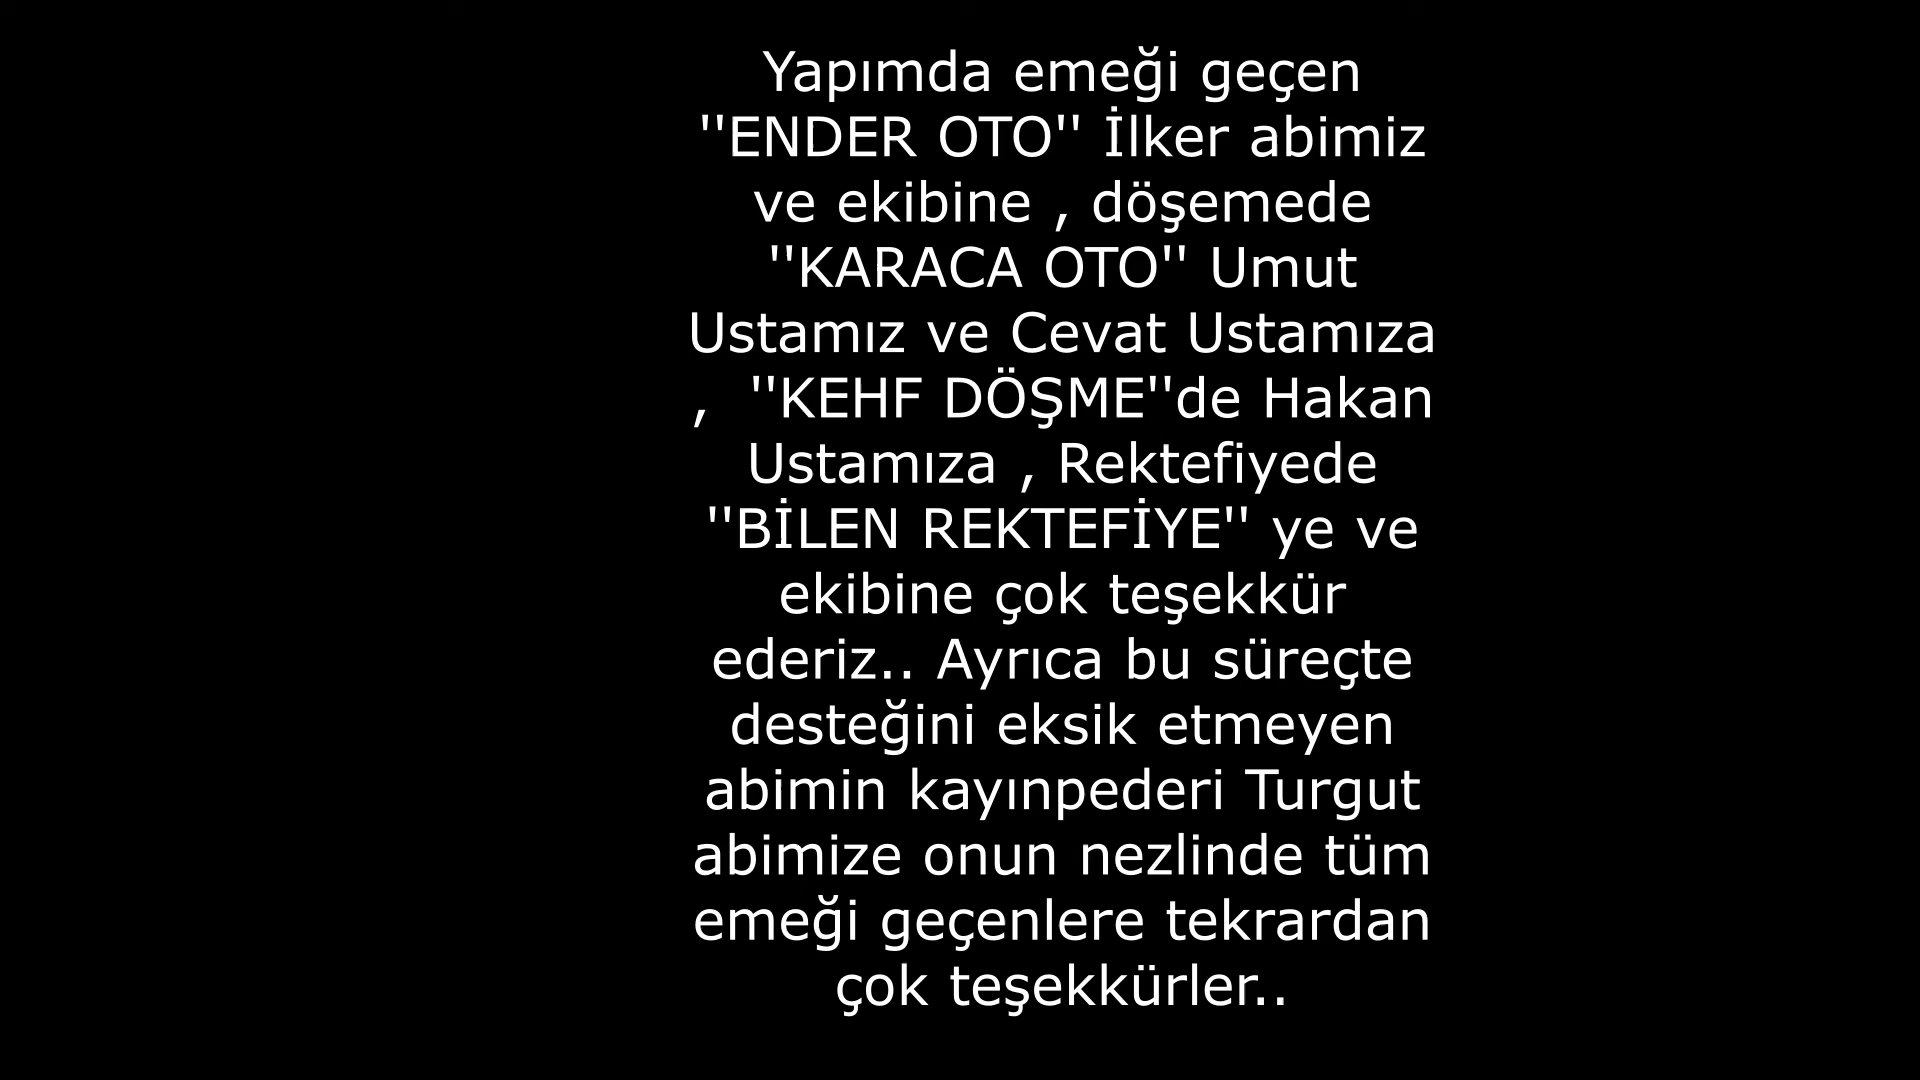 Yapımda emeği geçen
''ENDER OTO'' İlker abimiz
ve ekibine , döşemede
''KARACA OTO'' Umut
Ustamız ve Cevat Ustamıza
,  ''KEHF DÖŞME''de Hakan
Ustamıza , Rektefiyede
''BİLEN REKTEFİYE'' ye ve
ekibine çok teşekkür
ederiz.. Ayrıca bu süreçte
desteğini eksik etmeyen
abimin kayınpederi Turgut
abimize onun nezlinde tüm
emeği geçenlere tekrardan
çok teşekkürler..